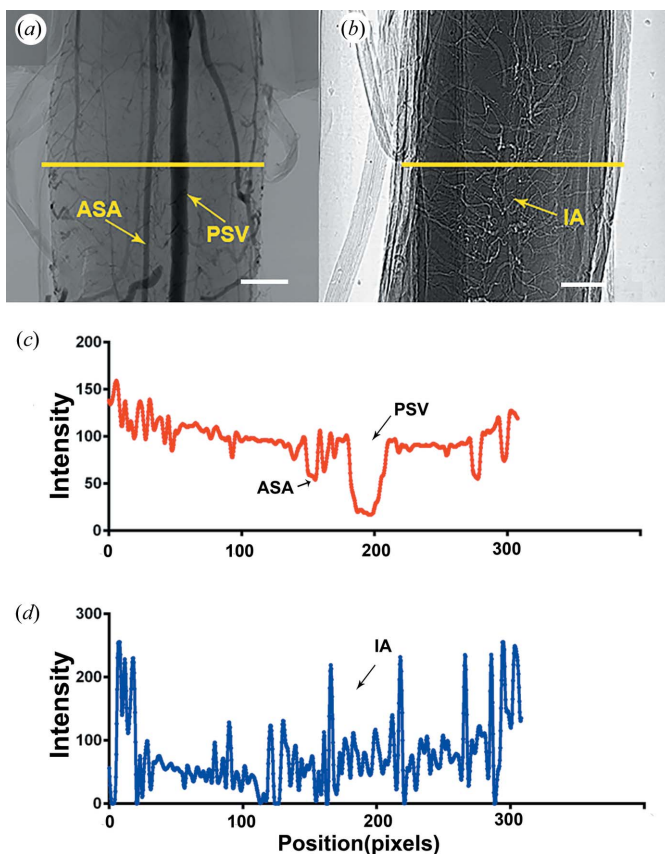 (a)
ASA
PSV
(b)
IA
(c)
200
150
100
50
0
Intensity
PSV
ASA
0
100
200
300
(d)
300
200
100
0
Intensity
IA
0
100
200
300
Position(pixels)